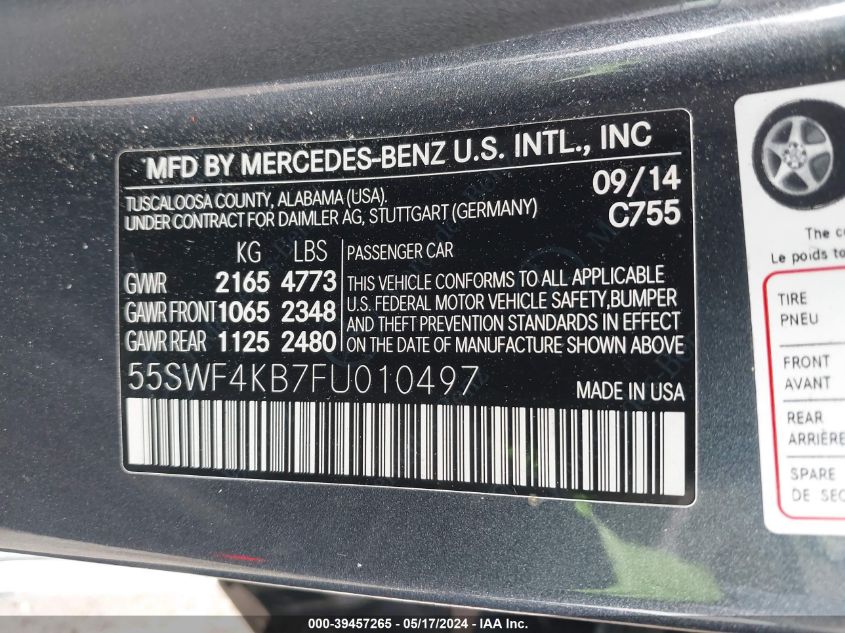 MFD BY MERCEDES-BENZ U.S. INTL., INC
TUSCALOOSA COUNTY, ALABAMA (USA).
UNDER CONTRACT FOR DAIMLER AG, STUTTGART (GERMANY)
09/14
C755
KG LBS
GVWR 2165 4773
GAWR FRONT 1065 2348
GAWR REAR 1125 2480
PASSENGER CAR
THIS VEHICLE CONFORMS TO ALL APPLICABLE
U.S. FEDERAL MOTOR VEHICLE SAFETY,BUMPER
AND THEFT PREVENTION STANDARDS IN EFFECT
ON THE DATE OF MANUFACTURE SHOWN ABOVE
55SWF4KB7FU010497
MADE IN USA
The
Le poids
TIRE
PNEU
FRONT
AVANT
REAR
ARRIÈRE
SPARE
DE
000-39457265 - 05/17/2024 - IAA Inc.